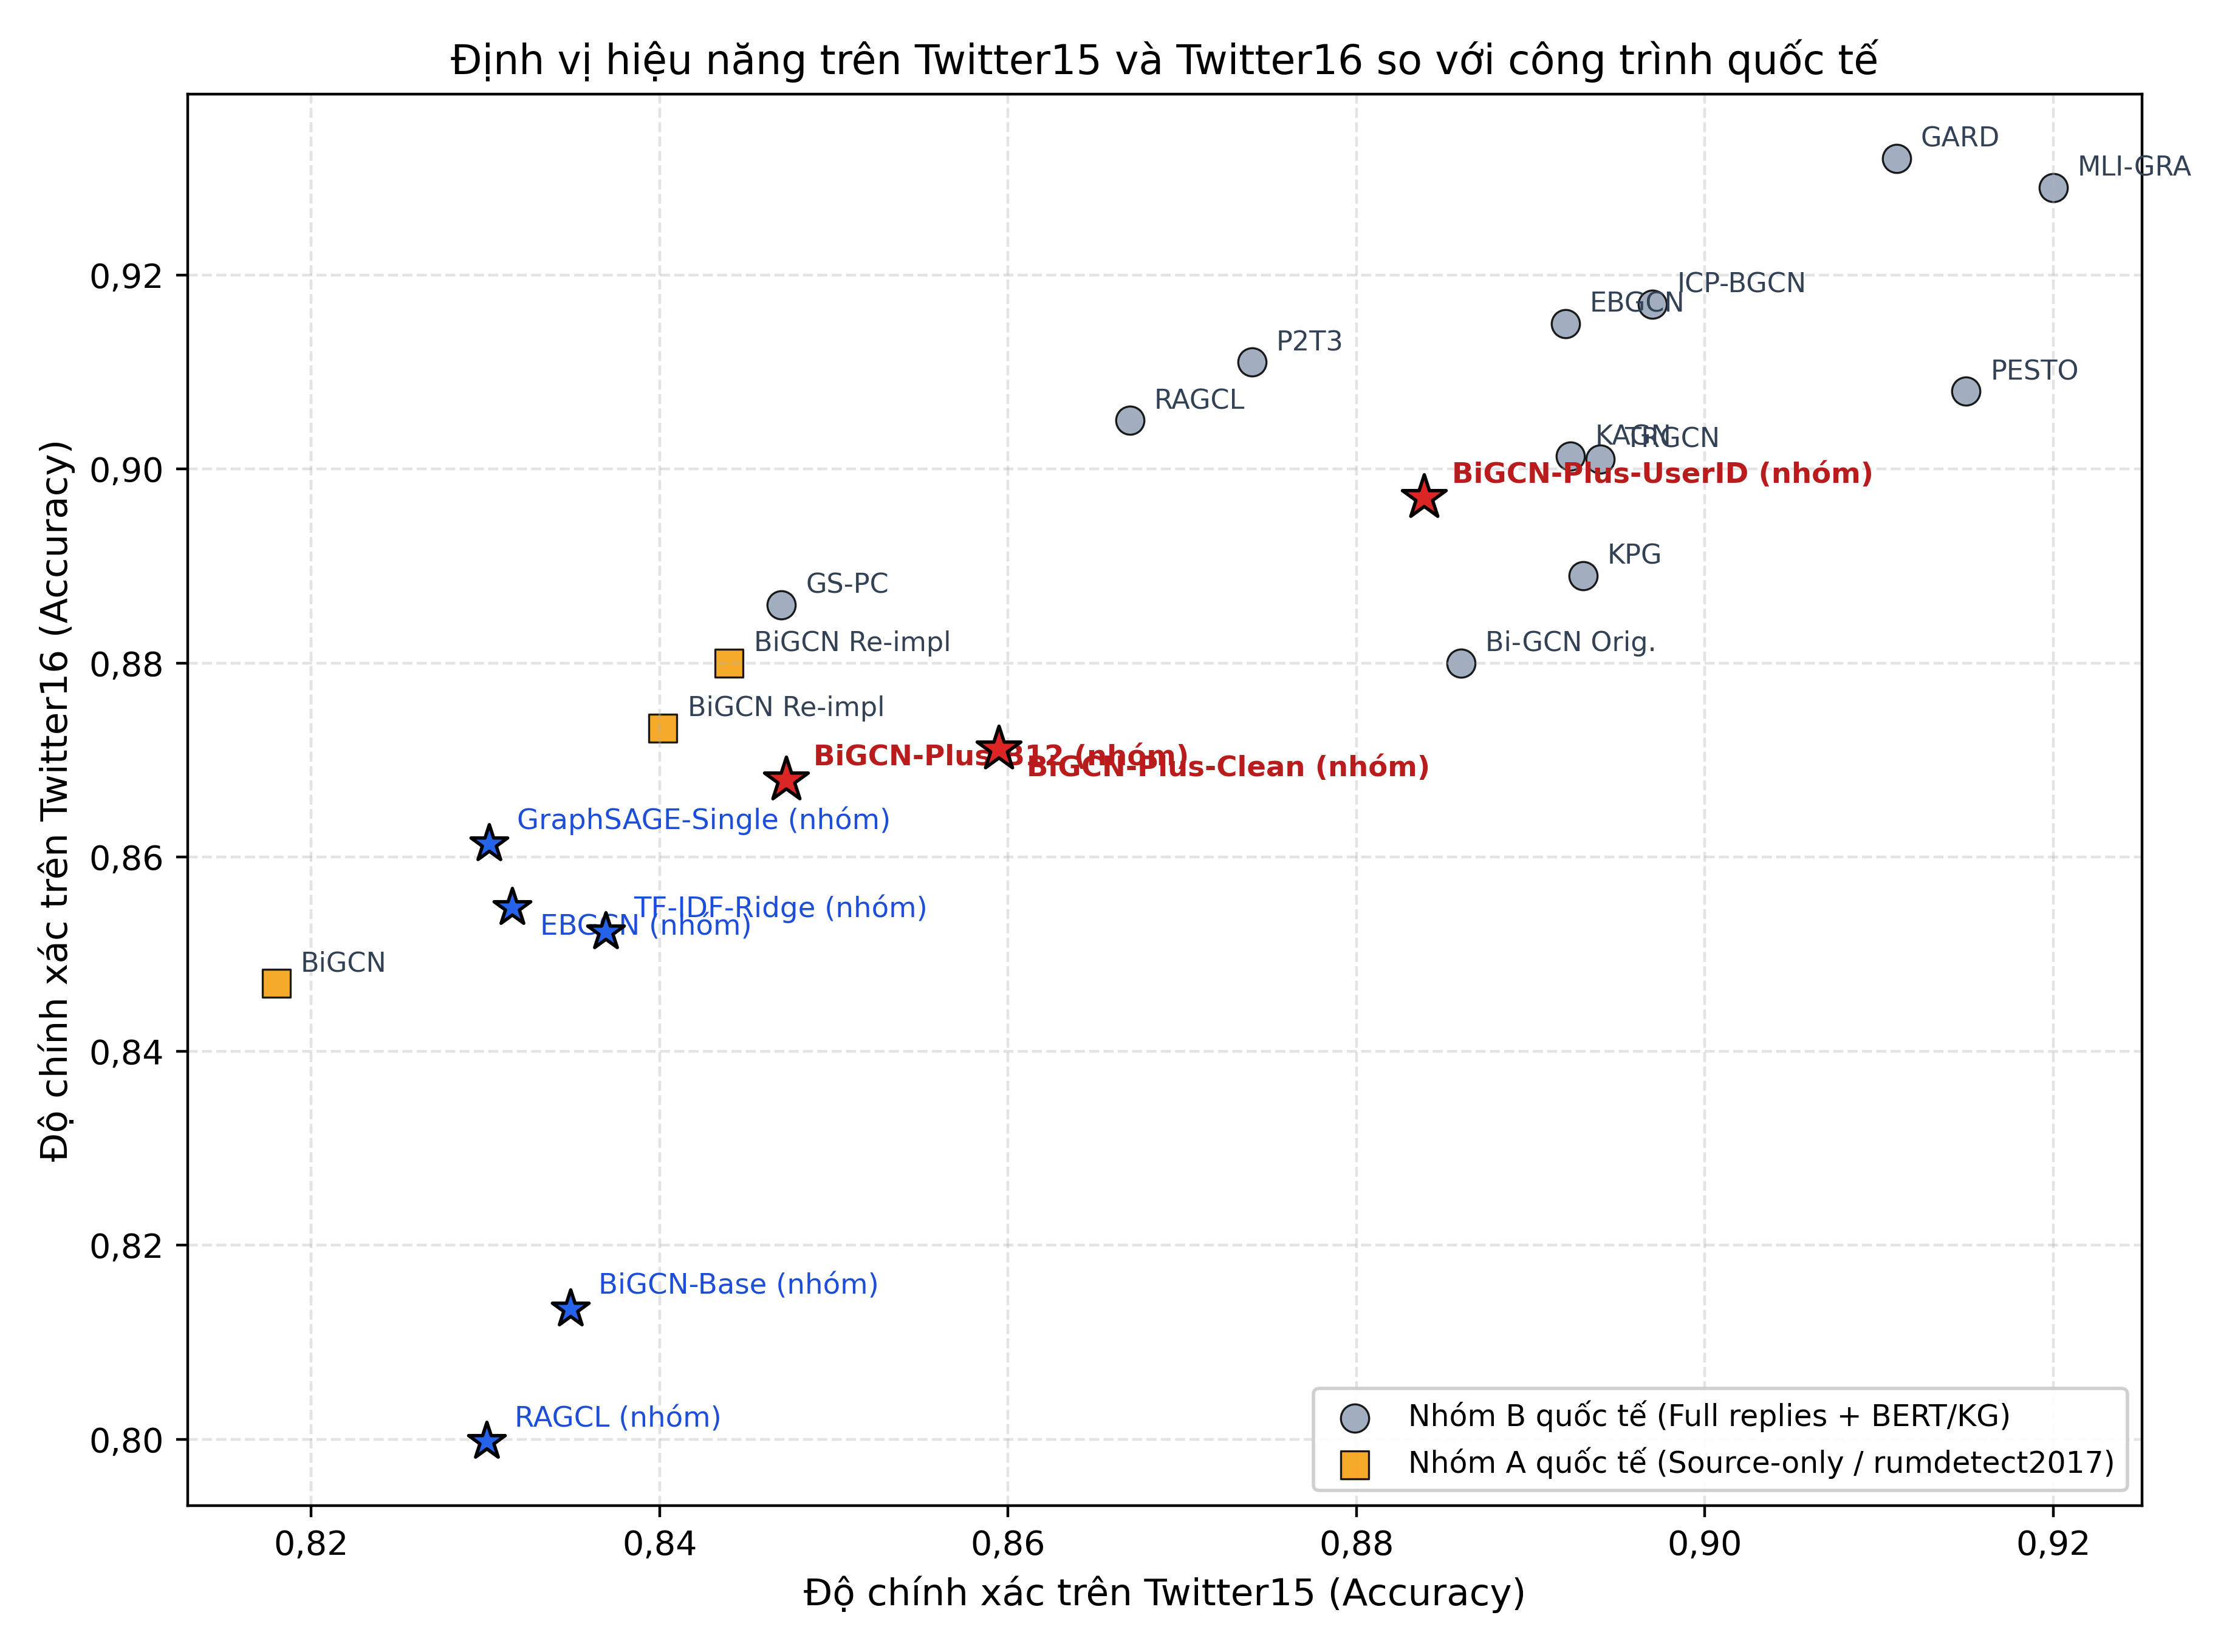 Định vị hiệu năng trên Twitter15 và Twitter16 so với công trình quốc tế
GARD
MLI-GRA
0,92
JCP-BGCN
EBGCN
P2T3
PESTO
RAGCL
KAGN
TRGCN
0,90
BiGCN-Plus-UserID (nhóm)
KPG
GS-PC
BiGCN Re-impl
Bi-GCN Orig.
0,88
BiGCN Re-impl
BiGCN-Plus-B12 (nhóm)
BiGCN-Plus-Clean (nhóm)
GraphSAGE-Single (nhóm)
0,86
TF-IDF-Ridge (nhóm)
EBGCN (nhóm)
BiGCN
0,84
0,82
BiGCN-Base (nhóm)
RAGCL (nhóm)
0,80
Nhóm B quốc tế (Full replies + BERT/KG)
Nhóm A quốc tế (Source-only / rumdetect2017)
0,82 0,84 0,86 0,88 0,90 0,92
Độ chính xác trên Twitter15 (Accuracy)
Độ chính xác trên Twitter16 (Accuracy)